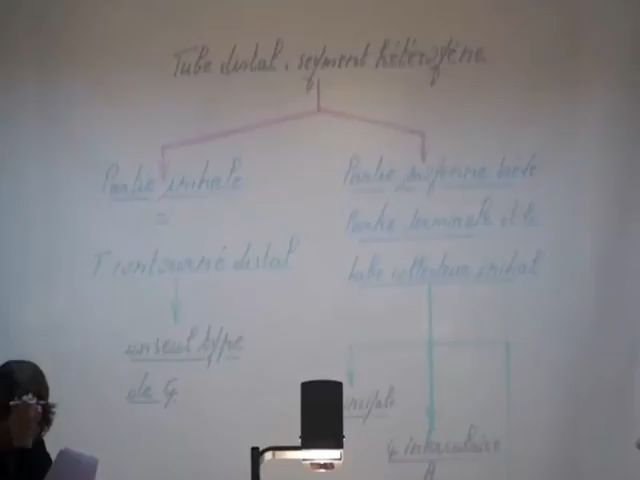 Tube distal, segment hétérogène
Partie initiale
=
T contourné distal
un seul type
de ç
Partie moyenne
Partie terminale et le
tube collecteur initial
ç intercalaire
A